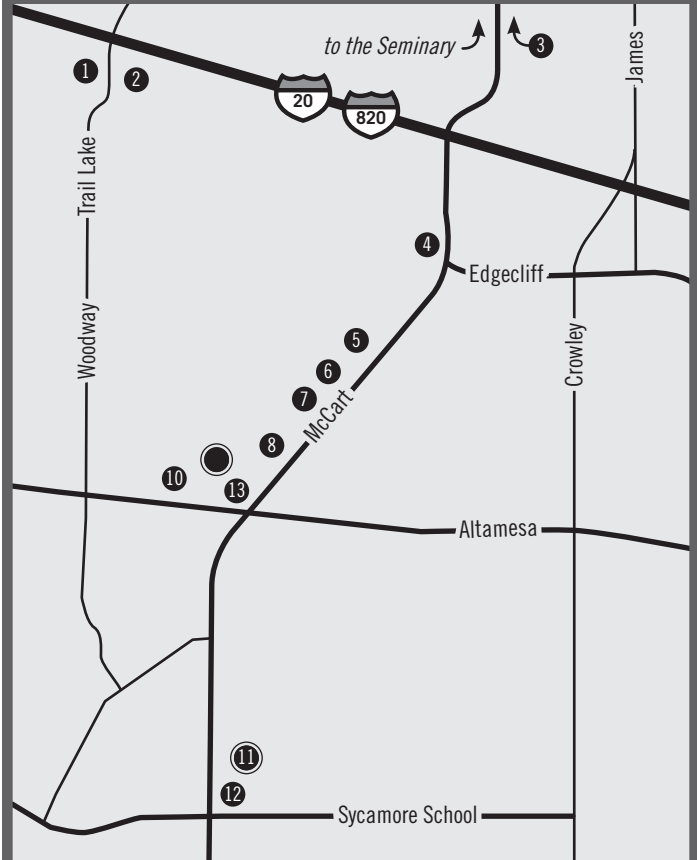 to the Seminary
3
James
1
2
20
820
Trail Lake
4
Edgecliff
Woodway
5
Crowley
6
7
McCart
8
10
13
Altamesa
11
12
Sycamore School